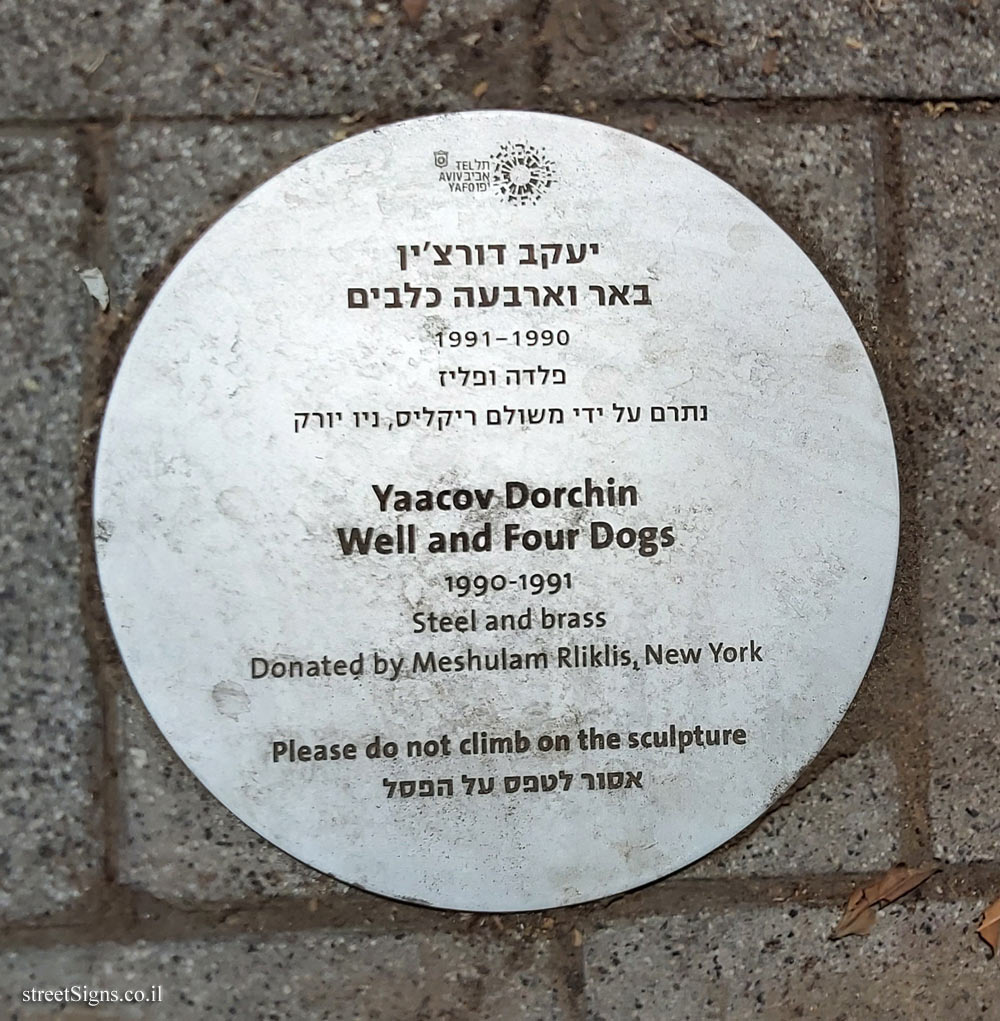 TEL תל
AVIV אביב
YAFO יפו
יעקב דורצ'ין
באר וארבעה כלבים
1991–1990
פלדה ופליז
נתרם על ידי משולם ריקליס, ניו יורק
Yaacov Dorchin
Well and Four Dogs
1990-1991
Steel and brass
Donated by Meshulam Rliklis, New York
Please do not climb on the sculpture
אסור לטפס על הפסל
streetSigns.co.il